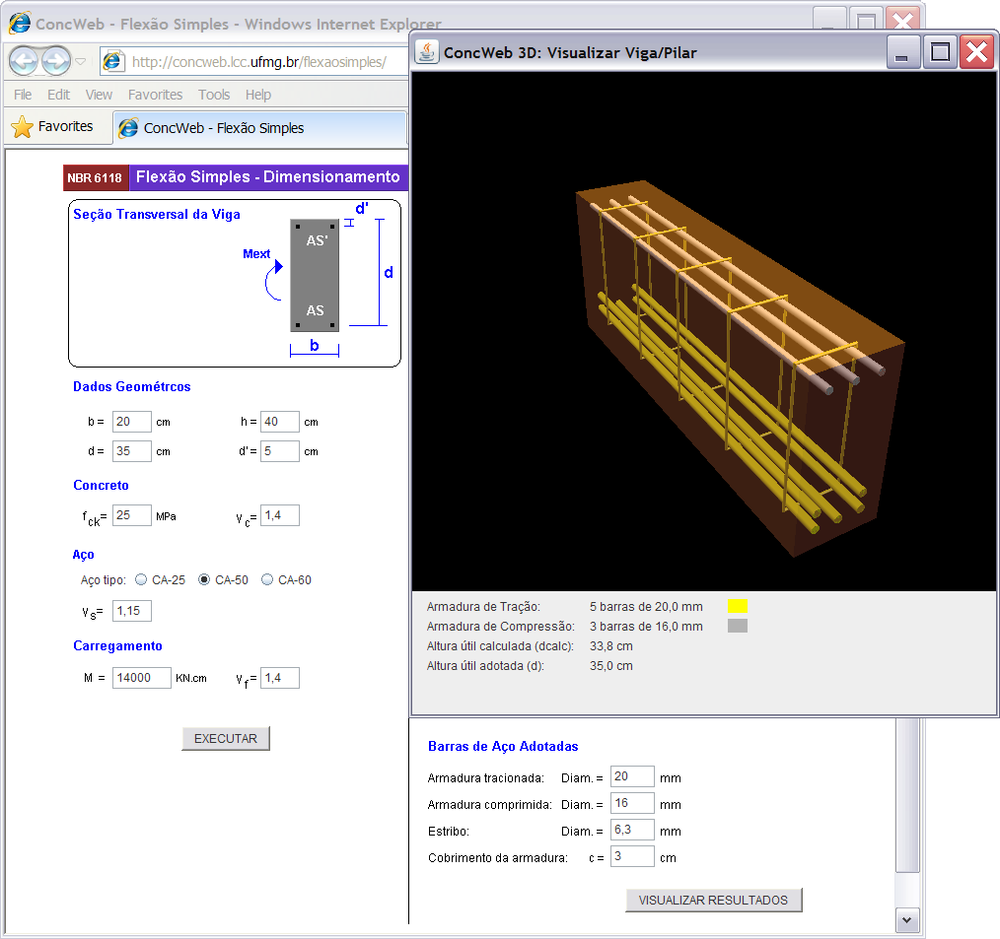 ConcWeb - Flexão Simples - Windows Internet Explorer
http://concweb.lcc.ufmg.br/flexaosimples/
File Edit View Favorites Tools Help
Favorites
ConcWeb - Flexão Simples
NBR 6118 Flexão Simples - Dimensionamento
Seção Transversal da Viga
d'
AS'
Mext
d
AS
b
Dados Geométrcos
b = 20 cm h = 40 cm
d = 35 cm d' = 5 cm
Concreto
fck= 25 MPa γc= 1,4
Aço
Aço tipo: CA-25 CA-50 CA-60
γs= 1,15
Carregamento
M = 14000 KN.cm γf= 1,4
EXECUTAR
ConcWeb 3D: Visualizar Viga/Pilar
Armadura de Tração: 5 barras de 20,0 mm
Armadura de Compressão: 3 barras de 16,0 mm
Altura útil calculada (dcalc): 33,8 cm
Altura útil adotada (d): 35,0 cm
Barras de Aço Adotadas
Armadura tracionada: Diam. = 20 mm
Armadura comprimida: Diam. = 16 mm
Estribo: Diam. = 6,3 mm
Cobrimento da armadura: c = 3 cm
VISUALIZAR RESULTADOS